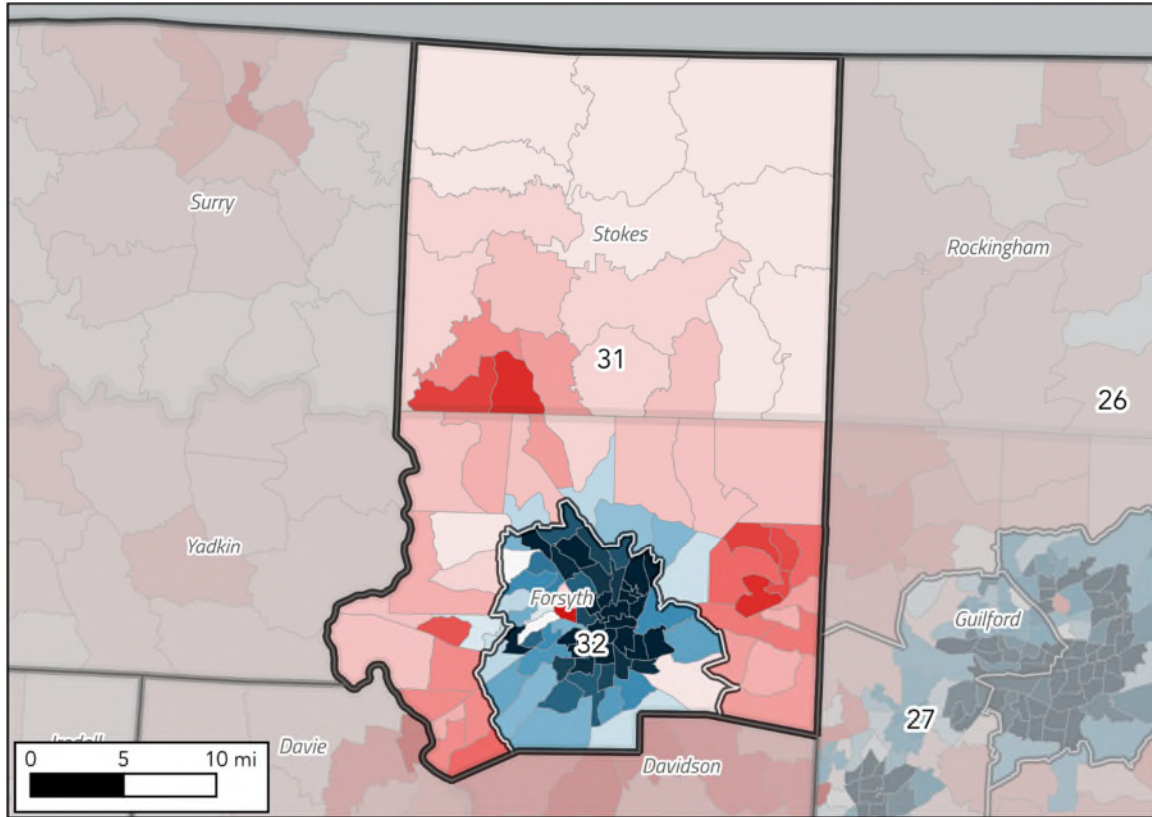 Surry
Stokes
Rockingham
31
26
Yadkin
Forsyth
Guilford
32
27
Davie
Davidson
0 5 10 mi